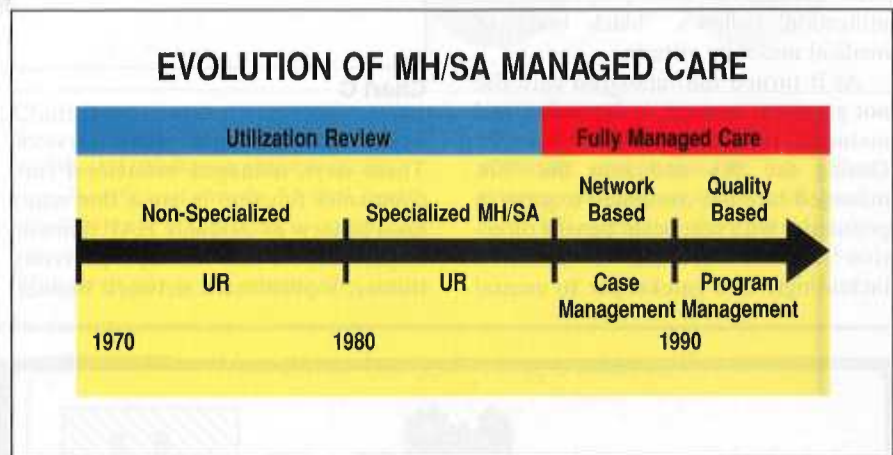 EVOLUTION OF MH/SA MANAGED CARE
Utilization Review
Fully Managed Care
Network Based
Quality Based
Non-Specialized
Specialized MH/SA
UR
UR
Case Management
Program Management
1970
1980
1990